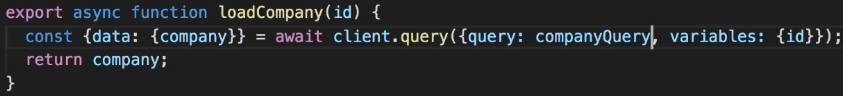 export async function loadCompany(id) {
  const {data: {company}} = await client.query({query: companyQuery, variables: {id}});
  return company;
}